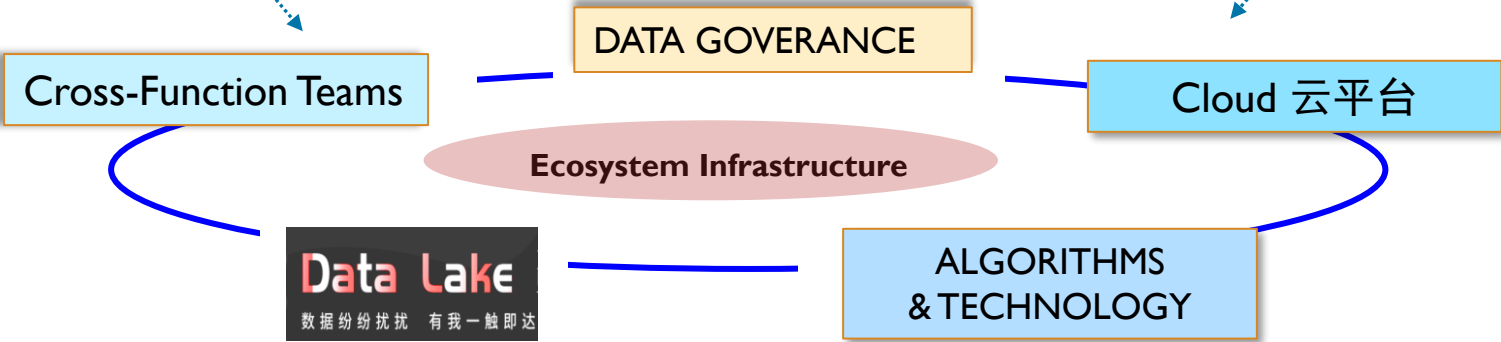 DATA GOVERANCE
Cross-Function Teams
Cloud 云平台
Ecosystem Infrastructure
Data Lake
数据纷纷扰扰 有我一触即达
ALGORITHMS
& TECHNOLOGY